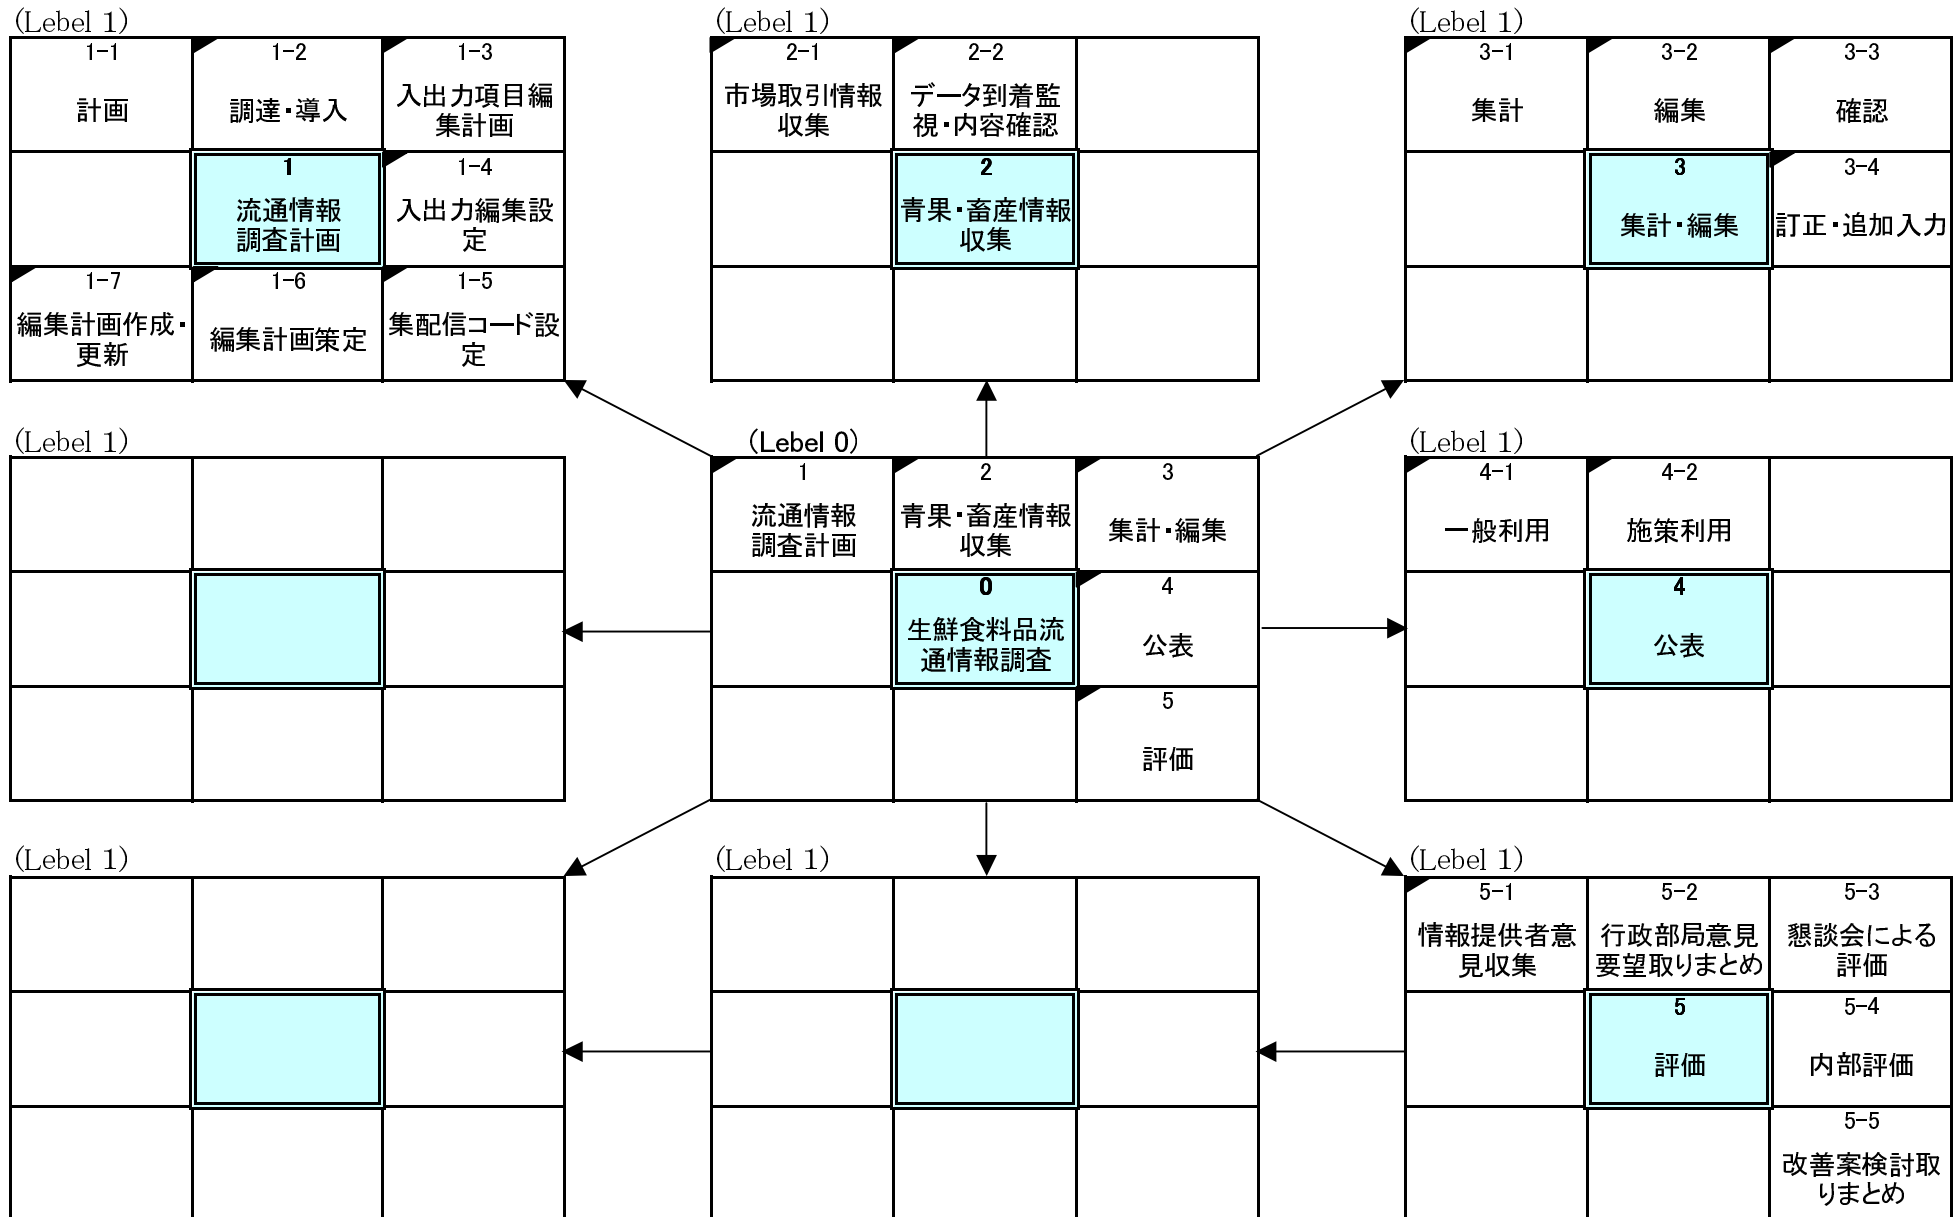 (Lebel 1)
1-1
計画
1-2
調達・導入
1-3
入出力項目編
集計画
1
流通情報
調査計画
1-4
入出力編集設
定
1-7
編集計画作成・
更新
1-6
編集計画策定
1-5
集配信コード設
定
(Lebel 1)
2-1
市場取引情報
収集
2-2
データ到着監
視・内容確認
2
青果・畜産情報
収集
(Lebel 1)
3-1
集計
3-2
編集
3-3
確認
3
集計・編集
3-4
訂正・追加入力
(Lebel 1)
(Lebel 0)
1
流通情報
調査計画
2
青果・畜産情報
収集
3
集計・編集
0
生鮮食料品流
通情報調査
4
公表
5
評価
(Lebel 1)
4-1
一般利用
4-2
施策利用
4
公表
(Lebel 1)
(Lebel 1)
(Lebel 1)
5-1
情報提供者意
見収集
5-2
行政部局意見
要望取りまとめ
5-3
懇談会による
評価
5
評価
5-4
内部評価
5-5
改善案検討取
りまとめ